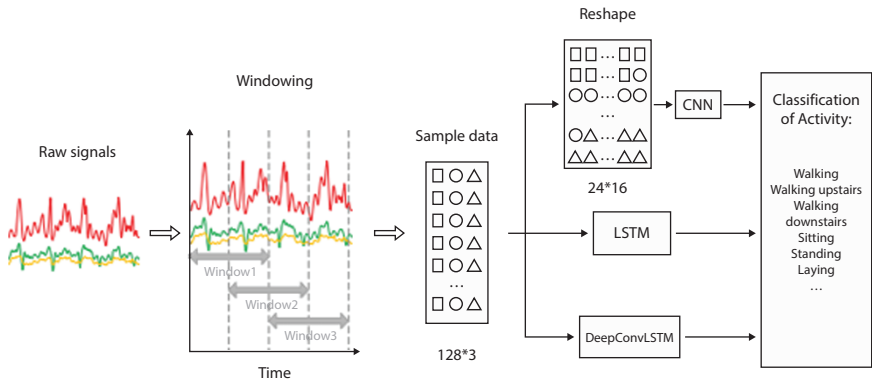 Raw signals
Windowing
Window1
Window2
Window3
Time
Sample data
...
128*3
Reshape
...
...
...
...
...
...
24*16
CNN
LSTM
DeepConvLSTM
Classification
of Activity:
Walking
Walking upstairs
Walking
downstairs
Sitting
Standing
Laying
...